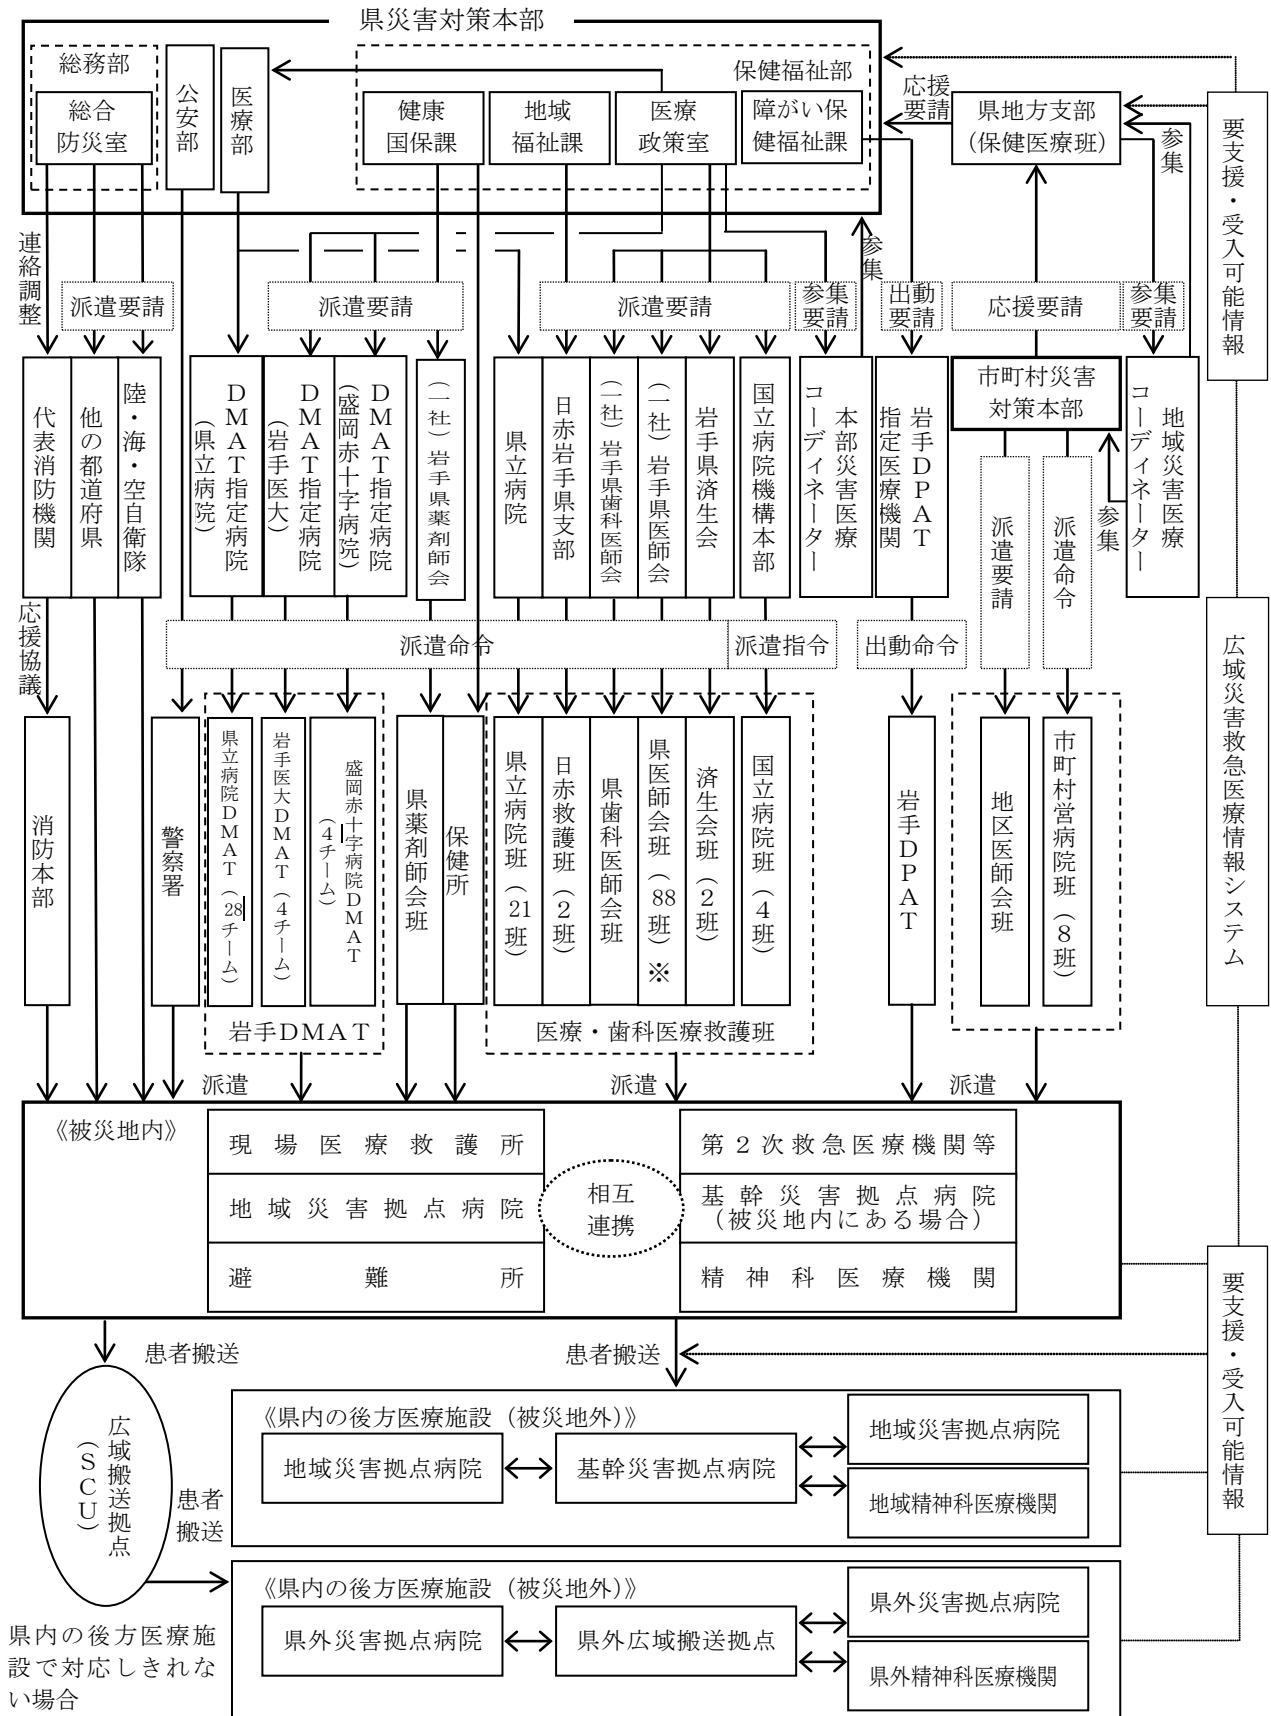 県災害対策本部
総務部
総合
防災室
公安部
医療部
保健福祉部
健康
国保課
地域
福祉課
医療
政策室
障がい保
健福祉課
応援
要請
県地方支部
（保健医療班）
参集
要支援・受入可能情報
連絡調整
派遣要請
派遣要請
派遣要請
参集
要請
参集
出動
要請
応援要請
参集
要請
代表消防機関
他の都道府県
陸・海・空自衛隊
ＤＭＡＴ指定病院
（県立病院）
ＤＭＡＴ指定病院
（岩手医大）
ＤＭＡＴ指定病院
（盛岡赤十字病院）
（一社）岩手県薬剤師会
県立病院
日赤岩手県支部
（一社）岩手県歯科医師会
（一社）岩手県医師会
岩手県済生会
国立病院機構本部
本部災害医療
コーディネーター
岩手ＤＰＡＴ
指定医療機関
市町村災害
対策本部
地域災害医療
コーディネーター
派遣要請
派遣命令
参集
応援協議
派遣命令
派遣指令
出動命令
広域災害救急医療情報システム
消防本部
警察署
県立病院ＤＭＡＴ（28チーム）
岩手医大ＤＭＡＴ（4チーム）
盛岡赤十字病院ＤＭＡＴ
（4チーム）
岩手DMAT
県薬剤師会班
保健所
県立病院班（21班）
日赤救護班（２班）
県歯科医師会班
県医師会班（88班）※
済生会班（２班）
国立病院班（４班）
医療・歯科医療救護班
岩手ＤＰＡＴ
地区医師会班
市町村営病院班（８班）
派遣
派遣
派遣
《被災地内》
現場医療救護所
地域災害拠点病院
避難所
相互
連携
第２次救急医療機関等
基幹災害拠点病院
（被災地内にある場合）
精神科医療機関
要支援・受入可能情報
患者搬送
患者搬送
広域搬送拠点
（ＳＣＵ）
患者
搬送
《県内の後方医療施設（被災地外）》
地域災害拠点病院
基幹災害拠点病院
地域災害拠点病院
地域精神科医療機関
《県内の後方医療施設（被災地外）》
県外災害拠点病院
県外広域搬送拠点
県外災害拠点病院
県外精神科医療機関
県内の後方医療施
設で対応しきれな
い場合